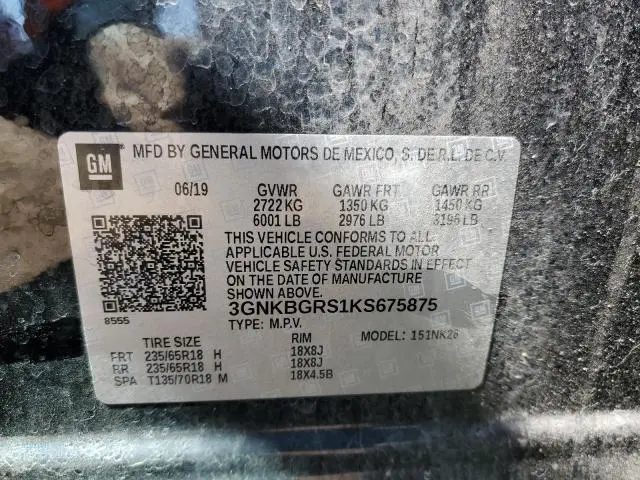 GM
MFD BY GENERAL MOTORS DE MEXICO, S. DE R.L. DE C.V.
06/19 GVWR GAWR FRT GAWR RR
2722 KG 1350 KG 1450 KG
6001 LB 2976 LB 3196 LB
THIS VEHICLE CONFORMS TO ALL
APPLICABLE U.S. FEDERAL MOTOR
VEHICLE SAFETY STANDARDS IN EFFECT
ON THE DATE OF MANUFACTURE
SHOWN ABOVE.
3GNKBGRS1KS675875
8555
TYPE: M.P.V. MODEL: 151NK26
TIRE SIZE RIM
FRT 235/65R18 H 18X8J
RR 235/65R18 H 18X8J
SPA T135/70R18 M 18X4.5B